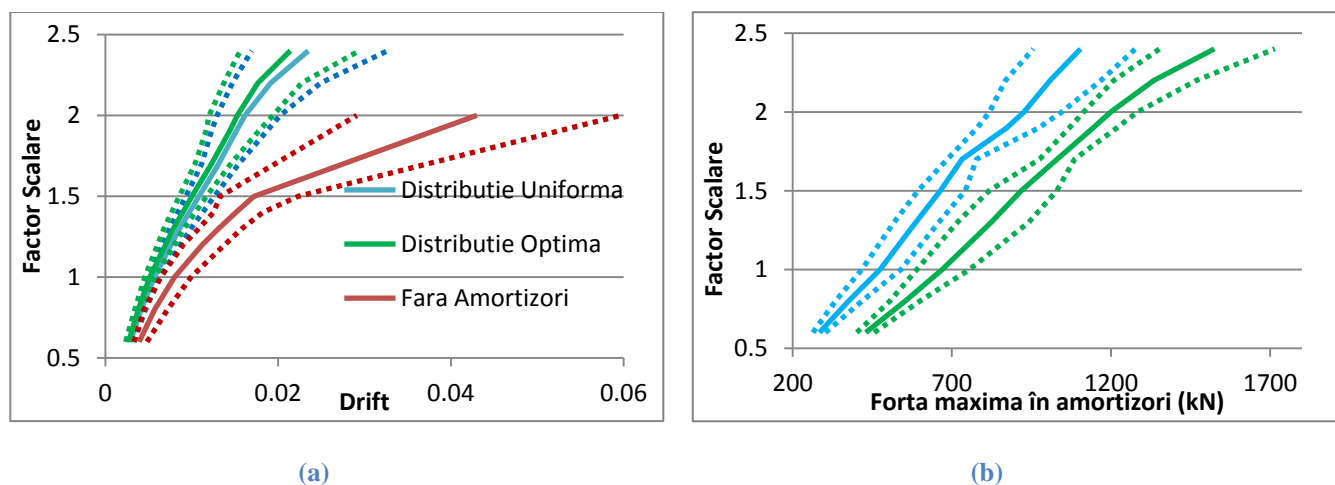 2.5
2
1.5
1
0.5
Factor Scalare
0
0.02
0.04
0.06
Drift
Distributie Uniforma
Distributie Optima
Fara Amortizori
(a)
2.5
2
1.5
1
0.5
Factor Scalare
200
700
1200
1700
Forta maxima în amortizori (kN)
(b)